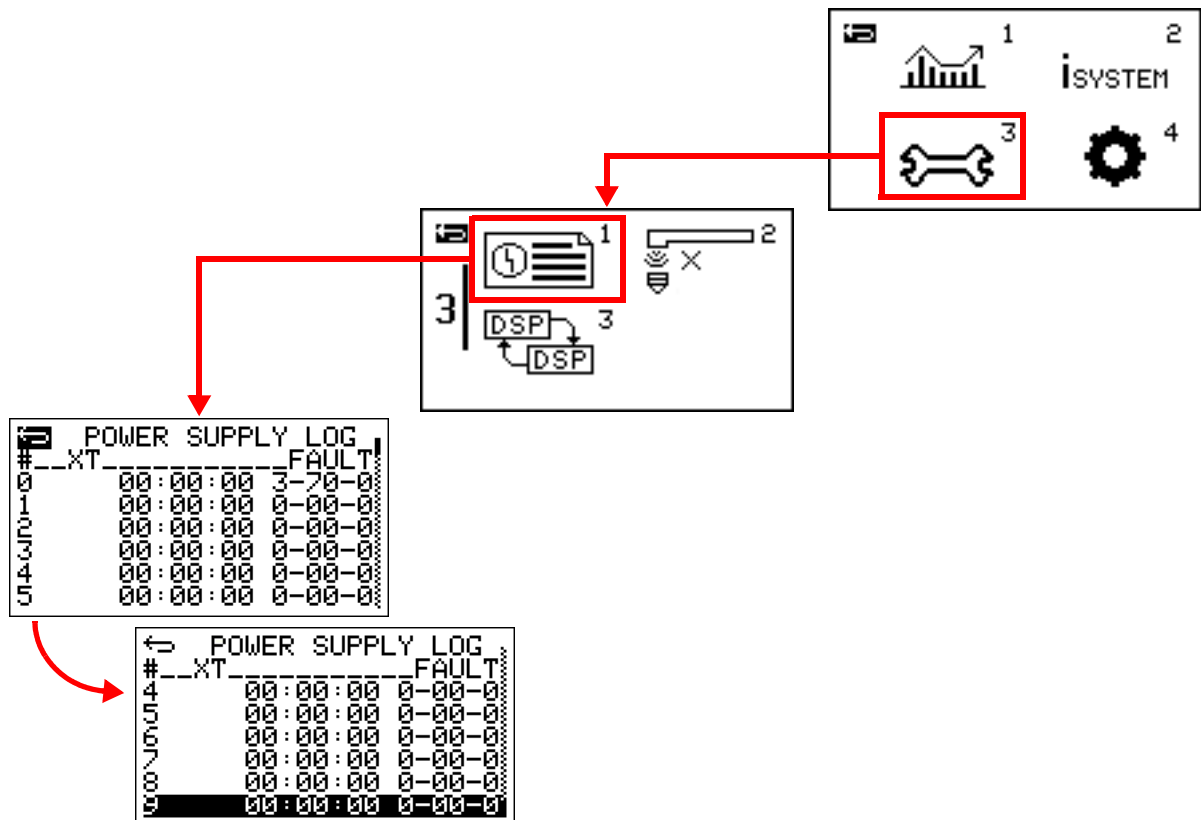 1 2
iSYSTEM
3 4
1 2
3
DSP 3
DSP
POWER SUPPLY LOG
#__XT____________FAULT
0 00:00:00 3-70-0
1 00:00:00 0-00-0
2 00:00:00 0-00-0
3 00:00:00 0-00-0
4 00:00:00 0-00-0
5 00:00:00 0-00-0
POWER SUPPLY LOG
#__XT____________FAULT
4 00:00:00 0-00-0
5 00:00:00 0-00-0
6 00:00:00 0-00-0
7 00:00:00 0-00-0
8 00:00:00 0-00-0
9 00:00:00 0-00-0